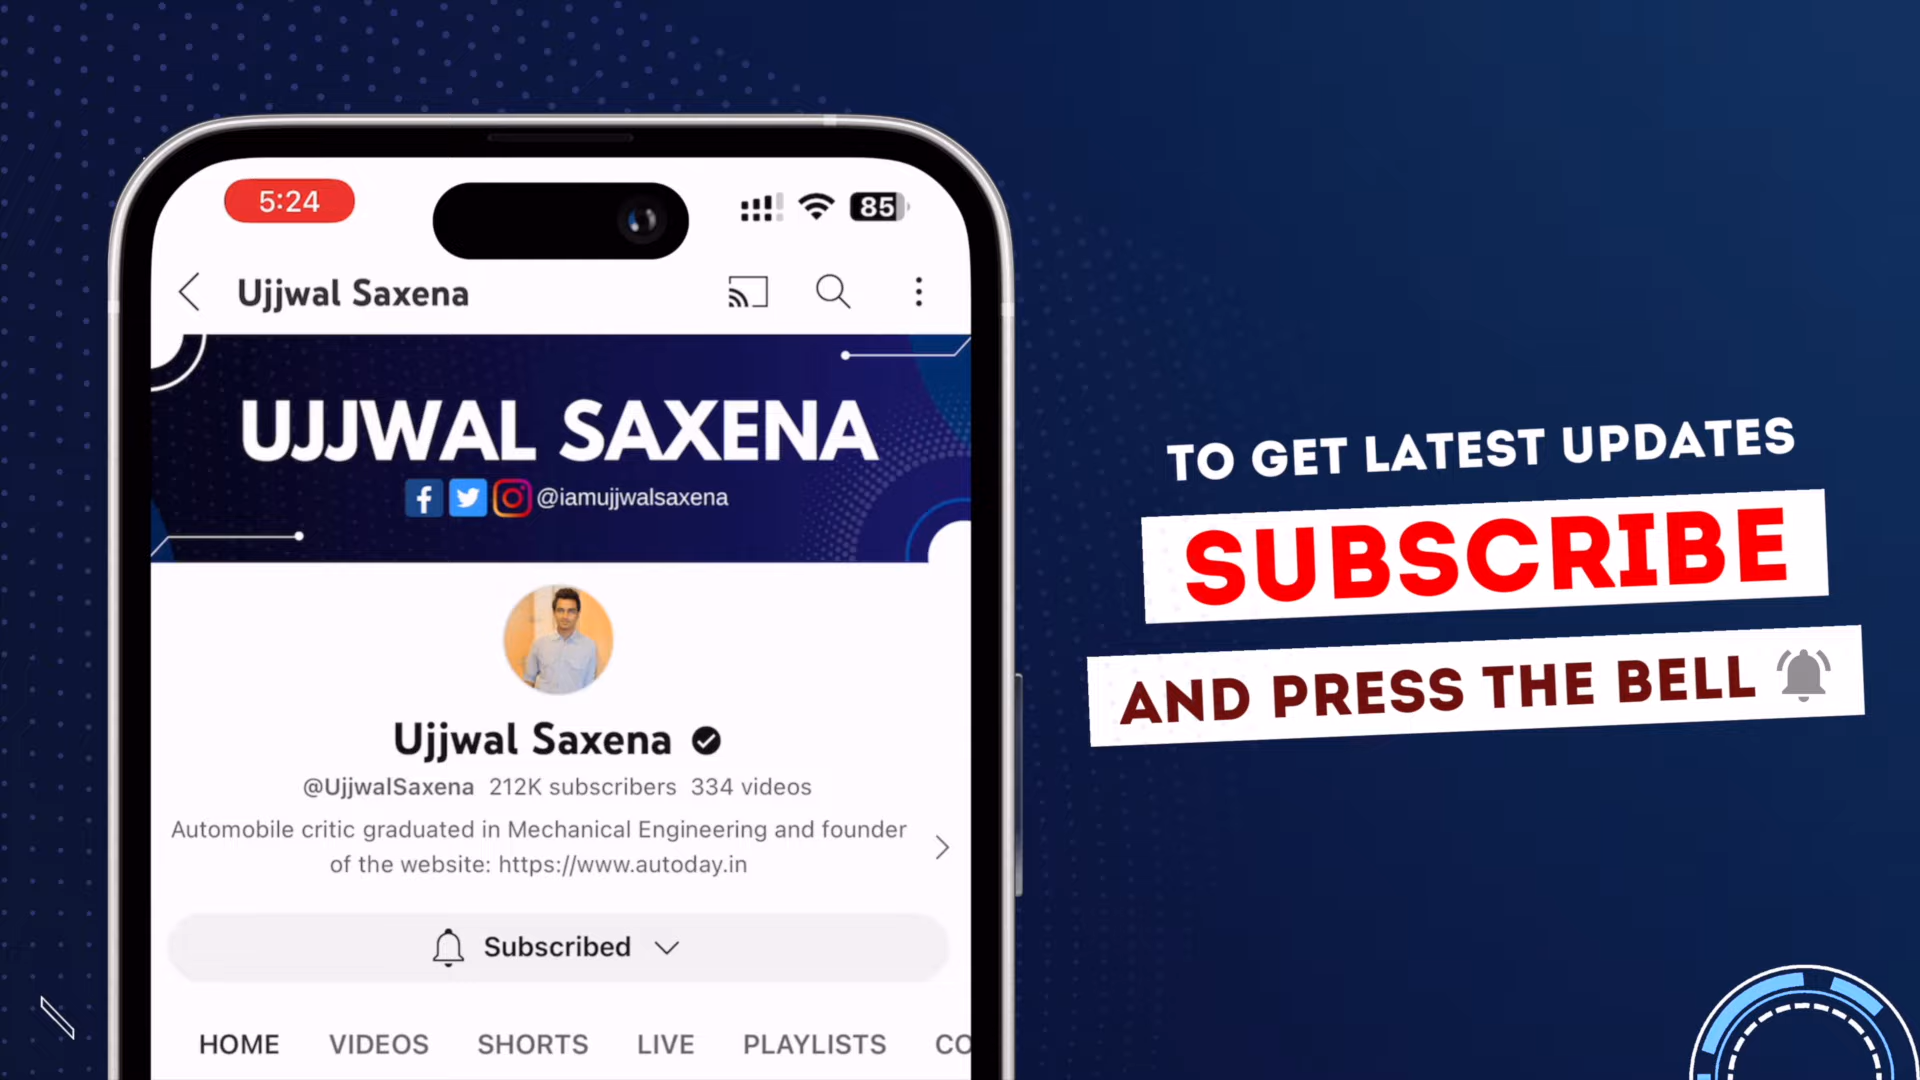 5:24
85
Ujjwal Saxena
UJJWAL SAXENA
@iamujjwalsaxena
Ujjwal Saxena
@UjjwalSaxena 212K subscribers 334 videos
Automobile critic graduated in Mechanical Engineering and founder
of the website: https://www.autoday.in
Subscribed
HOME VIDEOS SHORTS LIVE PLAYLISTS CO
TO GET LATEST UPDATES
SUBSCRIBE
AND PRESS THE BELL